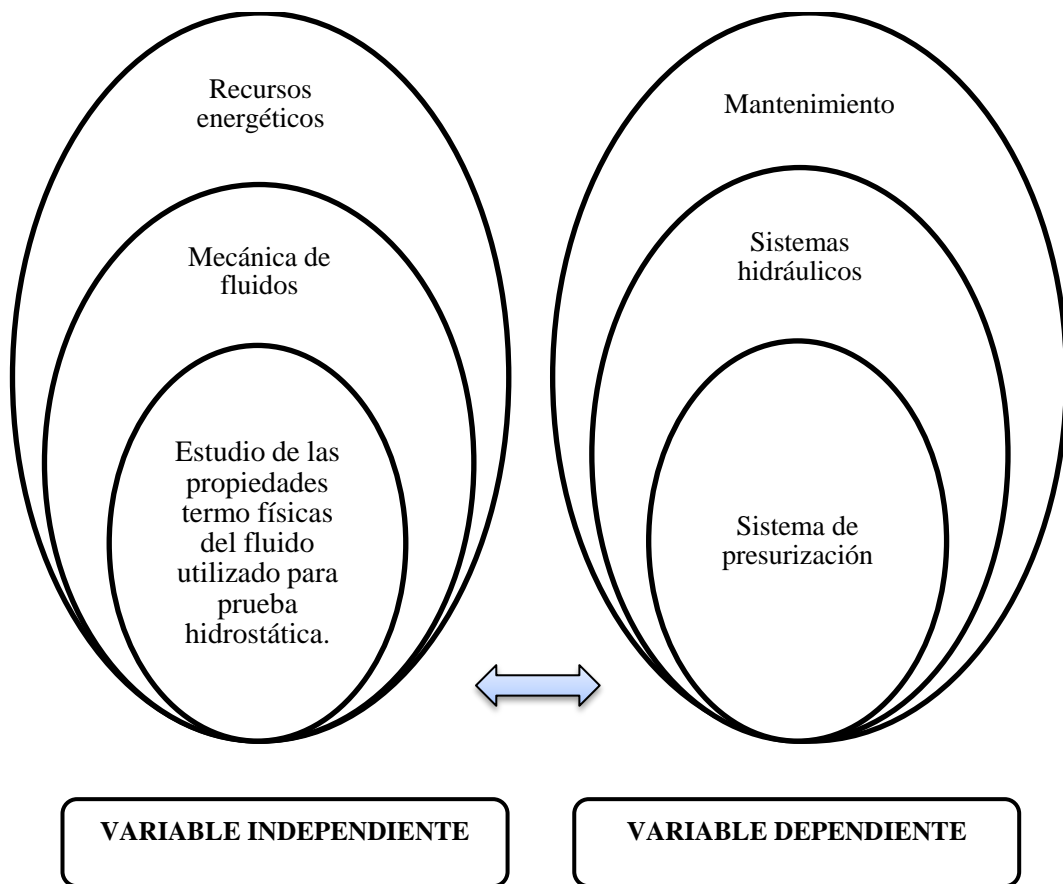 Recursos
energéticos
Mecánica de
fluidos
Estudio de las
propiedades
termo físicas
del fluido
utilizado para
prueba
hidrostática.
Mantenimiento
Sistemas
hidráulicos
Sistema de
presurización
VARIABLE INDEPENDIENTE
VARIABLE DEPENDIENTE